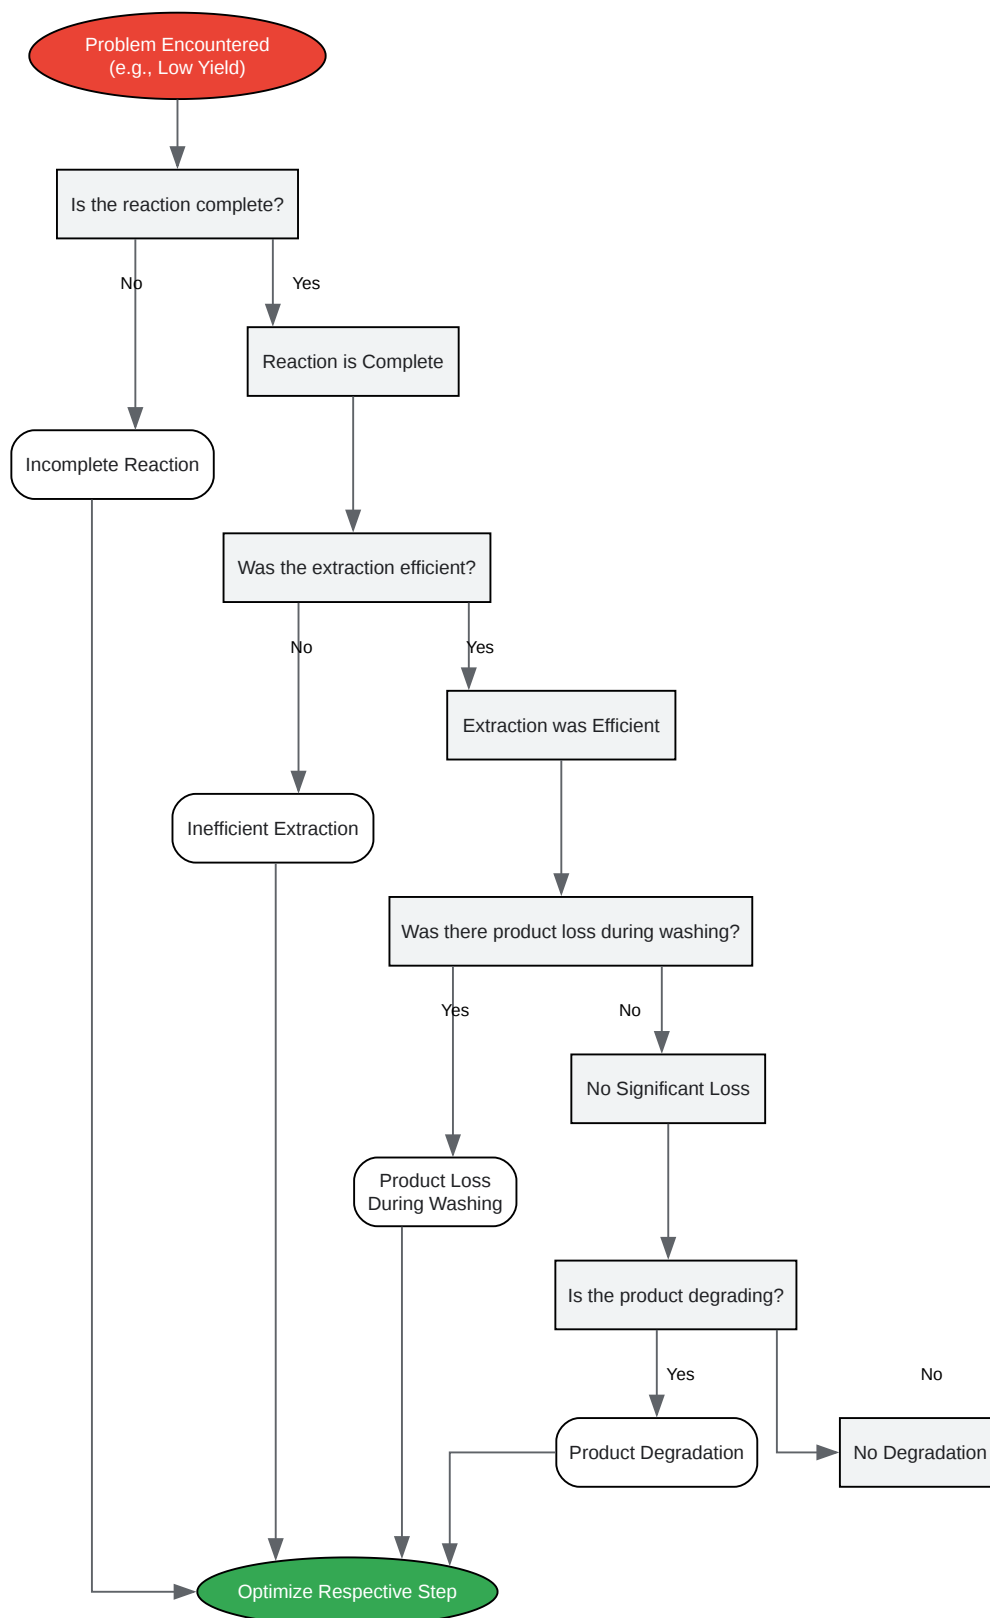 Problem Encountered
(e.g., Low Yield)
Is the reaction complete?
No
Yes
Reaction is Complete
Incomplete Reaction
Was the extraction efficient?
No
Yes
Extraction was Efficient
Inefficient Extraction
Was there product loss during washing?
Yes
No
No Significant Loss
Product Loss
During Washing
Is the product degrading?
Yes
No
Product Degradation
No Degradation
Optimize Respective Step